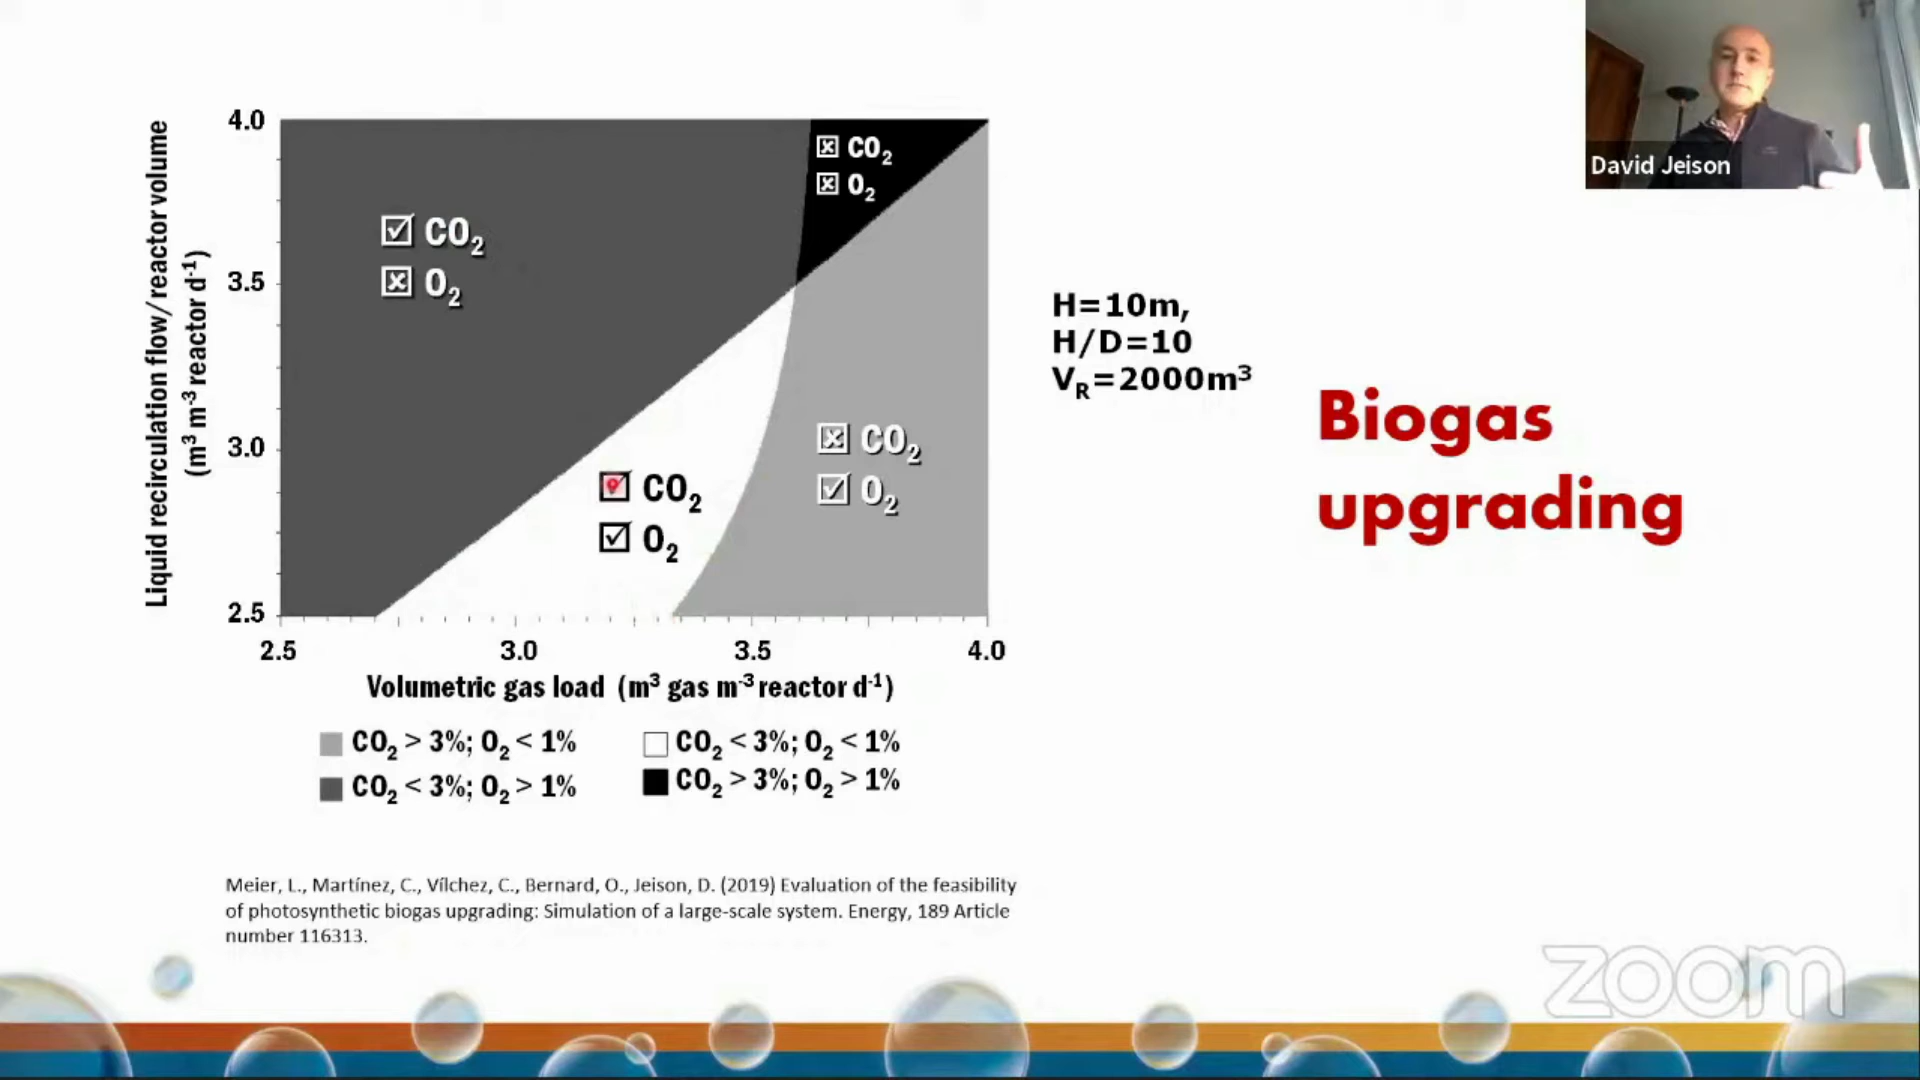 David Jeison
Liquid recirculation flow/reactor volume
(m³ m⁻³ reactor d⁻¹)
4.0
3.5
3.0
2.5
☑ CO₂
☒ O₂
☒ CO₂
☒ O₂
☑ CO₂
☑ O₂
☒ CO₂
☑ O₂
2.5 3.0 3.5 4.0
Volumetric gas load (m³ gas m⁻³ reactor d⁻¹)
CO₂ > 3%; O₂ < 1% CO₂ < 3%; O₂ < 1%
CO₂ < 3%; O₂ > 1% CO₂ > 3%; O₂ > 1%
H=10m,
H/D=10
V_R=2000m³
Biogas
upgrading
Meier, L., Martínez, C., Vílchez, C., Bernard, O., Jeison, D. (2019) Evaluation of the feasibility
of photosynthetic biogas upgrading: Simulation of a large-scale system. Energy, 189 Article
number 116313.
zoom